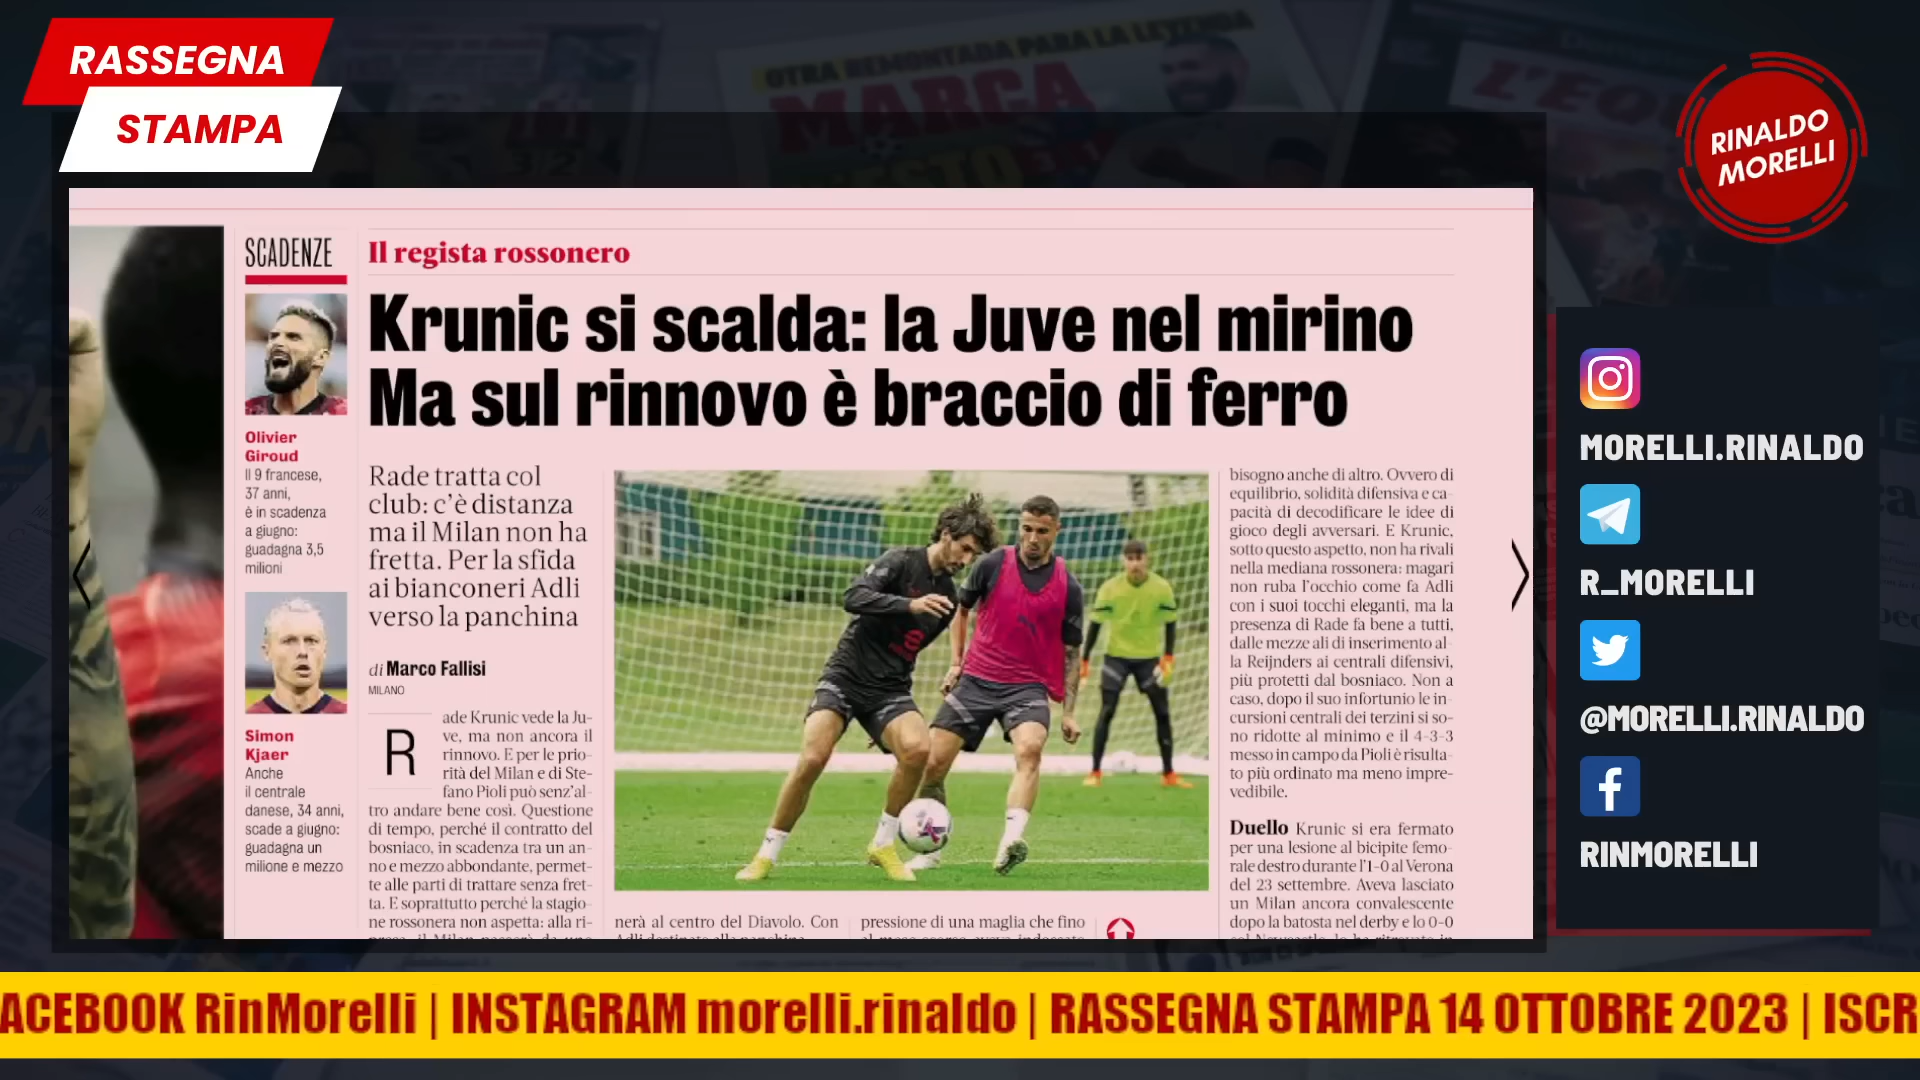 RASSEGNA
STAMPA
OTRA REMONTADA PARA LA LEYENDA
MARCA
RINALDO
MORELLI
SCADENZE
Olivier
Giroud
Il 9 francese,
37 anni,
è in scadenza
a giugno:
guadagna 3,5
milioni
Simon
Kjaer
Anche
il centrale
danese, 34 anni,
scade a giugno:
guadagna un
milione e mezzo
Il regista rossonero
Krunic si scalda: la Juve nel mirino
Ma sul rinnovo è braccio di ferro
Rade tratta col
club: c'è distanza
ma il Milan non ha
fretta. Per la sfida
ai bianconeri Adli
verso la panchina
di Marco Fallisi
MILANO
Rade Krunic vede la Ju-
ve, ma non ancora il
rinnovo. E per le prio-
rità del Milan e di Ste-
fano Pioli può senz'al-
tro andare bene così. Questione
di tempo, perché il contratto del
bosniaco, in scadenza tra un an-
no e mezzo abbondante, permet-
te alle parti di trattare senza fret-
ta. E soprattutto perché la stagio-
ne rossonera non aspetta: alla ri-
nerà al centro del Diavolo. Con
pressione di una maglia che fino
bisogno anche di altro. Ovvero di
equilibrio, solidità difensiva e ca-
pacità di decodificare le idee di
gioco degli avversari. E Krunic,
sotto questo aspetto, non ha rivali
nella mediana rossonera: magari
non ruba l'occhio come fa Adli
con i suoi tocchi eleganti, ma la
presenza di Rade fa bene a tutti,
dalle mezze ali di inserimento al-
la Reijnders ai centrali difensivi,
più protetti dal bosniaco. Non a
caso, dopo il suo infortunio le in-
cursioni centrali dei terzini si so-
no ridotte al minimo e il 4-3-3
messo in campo da Pioli è risulta-
to più ordinato ma meno impre-
vedibile.
Duello Krunic si era fermato
per una lesione al bicipite femo-
rale destro durante l'1-0 al Verona
del 23 settembre. Aveva lasciato
un Milan ancora convalescente
dopo la batosta nel derby e lo 0-0
MORELLI.RINALDO
R_MORELLI
@MORELLI.RINALDO
RINMORELLI
ACEBOOK RinMorelli | INSTAGRAM morelli.rinaldo | RASSEGNA STAMPA 14 OTTOBRE 2023 | ISCR